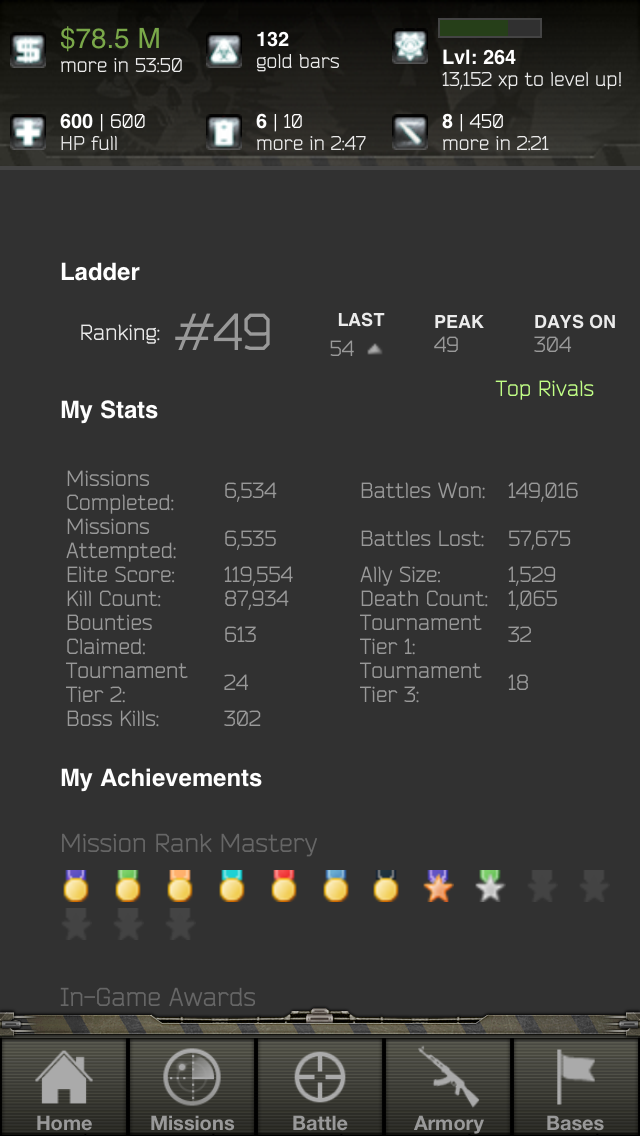 $78.5 M
more in 53:50
132
gold bars
Lvl: 264
13,152 xp to level up!
600 | 600
HP full
6 | 10
more in 2:47
8 | 450
more in 2:21
Ladder
Ranking: #49
LAST PEAK DAYS ON
54 49 304
Top Rivals
My Stats
Missions
Completed: 6,534 Battles Won: 149,016
Missions
Attempted: 6,535 Battles Lost: 57,675
Elite Score: 119,554 Ally Size: 1,529
Kill Count: 87,934 Death Count: 1,065
Bounties
Claimed: 613 Tournament
Tier 1: 32
Tournament
Tier 2: 24 Tournament
Tier 3: 18
Boss Kills: 302
My Achievements
Mission Rank Mastery
In-Game Awards
Home Missions Battle Armory Bases